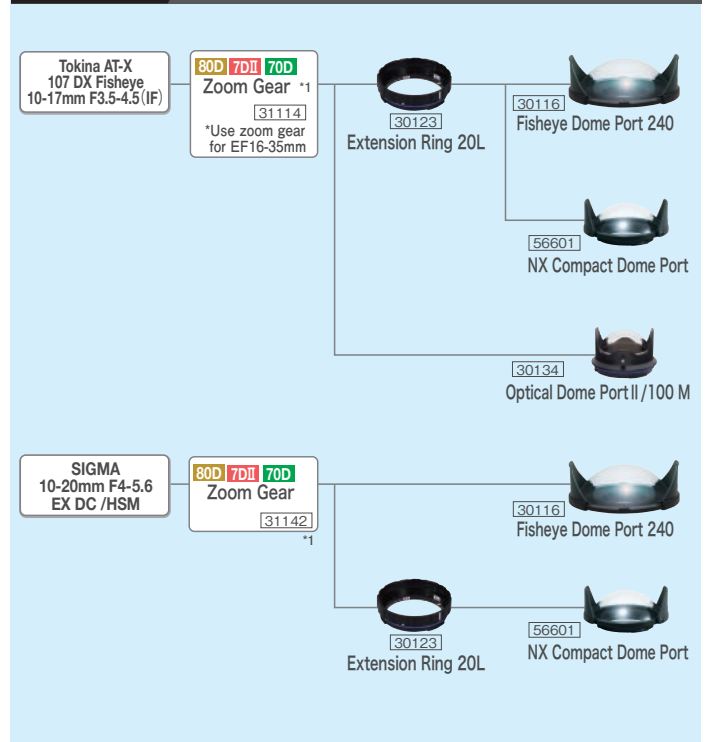 Tokina AT-X
107 DX Fisheye
10-17mm F3.5-4.5(IF)
80D 7DII 70D
Zoom Gear *1
31114
*Use zoom gear
for EF16-35mm
30123
Extension Ring 20L
30116
Fisheye Dome Port 240
56601
NX Compact Dome Port
30134
Optical Dome Port II /100 M
SIGMA
10-20mm F4-5.6
EX DC /HSM
80D 7DII 70D
Zoom Gear
31142
*1
30116
Fisheye Dome Port 240
30123
Extension Ring 20L
56601
NX Compact Dome Port